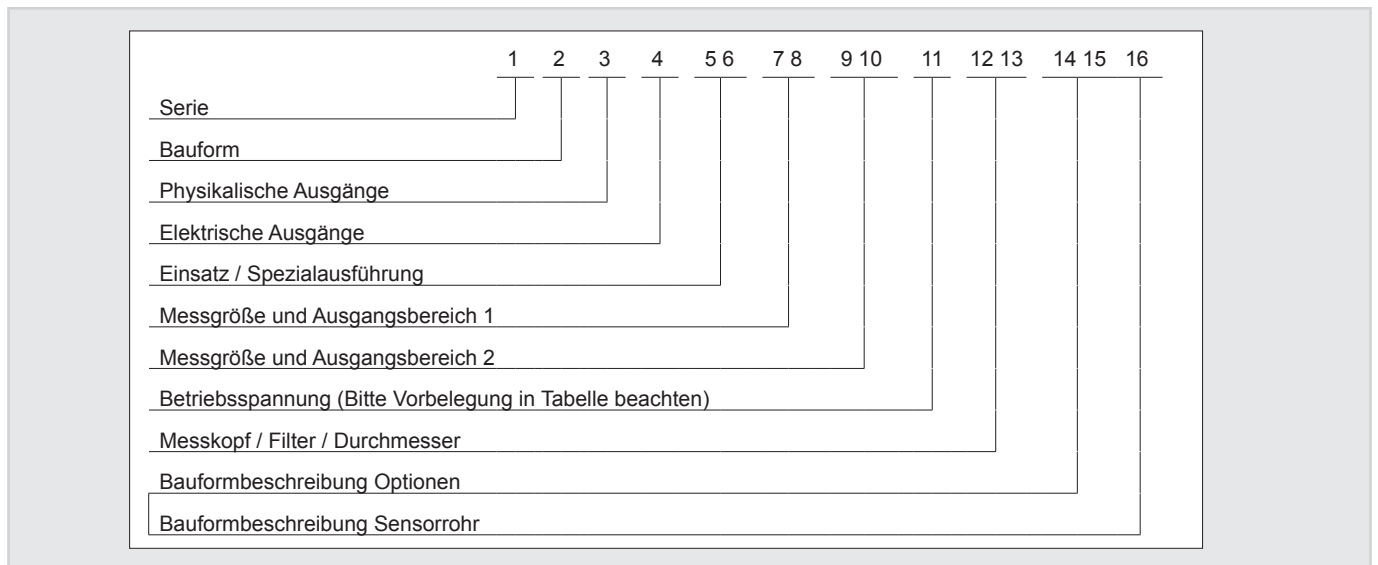 1 2 3 4 5 6 7 8 9 10 11 12 13 14 15 16
Serie
Bauform
Physikalische Ausgänge
Elektrische Ausgänge
Einsatz / Spezialausführung
Messgröße und Ausgangsbereich 1
Messgröße und Ausgangsbereich 2
Betriebsspannung (Bitte Vorbelegung in Tabelle beachten)
Messkopf / Filter / Durchmesser
Bauformbeschreibung Optionen
Bauformbeschreibung Sensorrohr